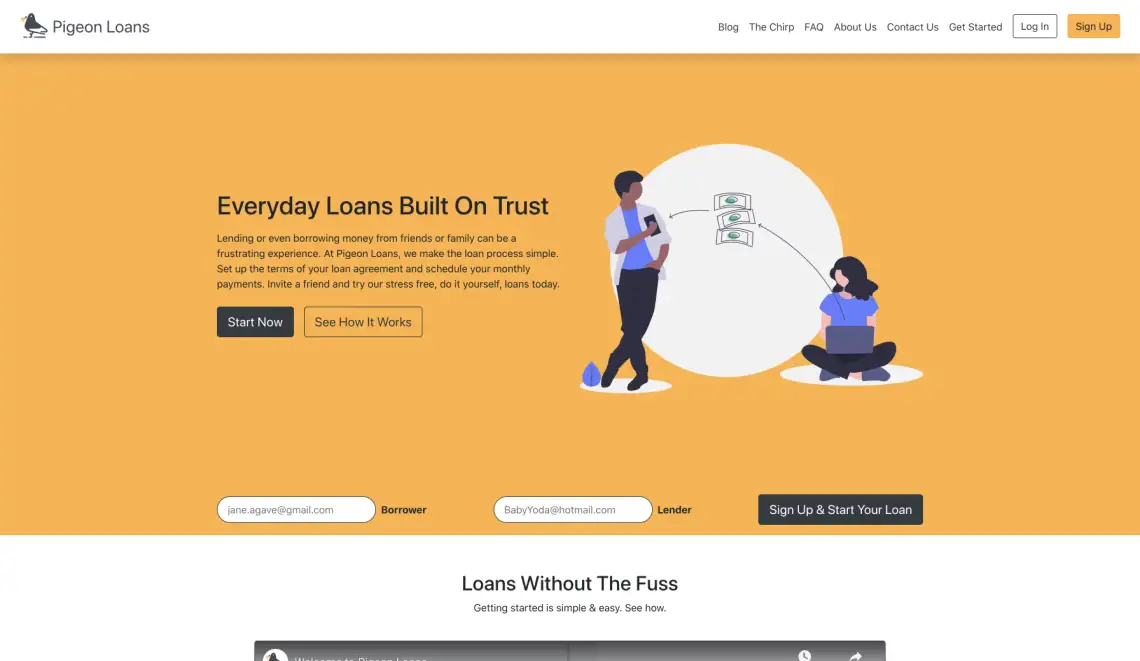 Pigeon Loans
Blog The Chirp FAQ About Us Contact Us Get Started Log In Sign Up
Everyday Loans Built On Trust
Lending or even borrowing money from friends or family can be a
frustrating experience. At Pigeon Loans, we make the loan process simple.
Set up the terms of your loan agreement and schedule your monthly
payments. Invite a friend and try our stress free, do it yourself, loans today.
Start Now See How It Works
jane.agave@gmail.com Borrower BabyYoda@hotmail.com Lender Sign Up & Start Your Loan
Loans Without The Fuss
Getting started is simple & easy. See how.
Welcome to Pigeon Loans